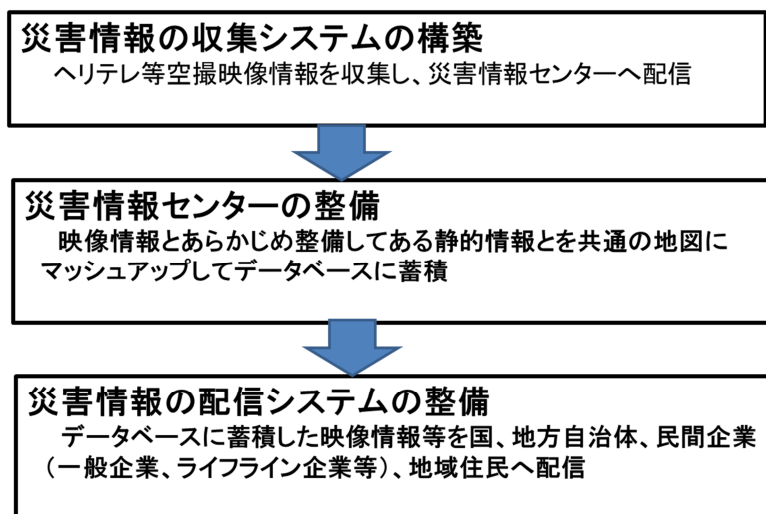 災害情報の収集システムの構築
ヘリテレ等空撮映像情報を収集し、災害情報センターへ配信
災害情報センターの整備
映像情報とあらかじめ整備してある静的情報とを共通の地図に
マッシュアップしてデータベースに蓄積
災害情報の配信システムの整備
データベースに蓄積した映像情報等を国、地方自治体、民間企業
（一般企業、ライフライン企業等）、地域住民へ配信